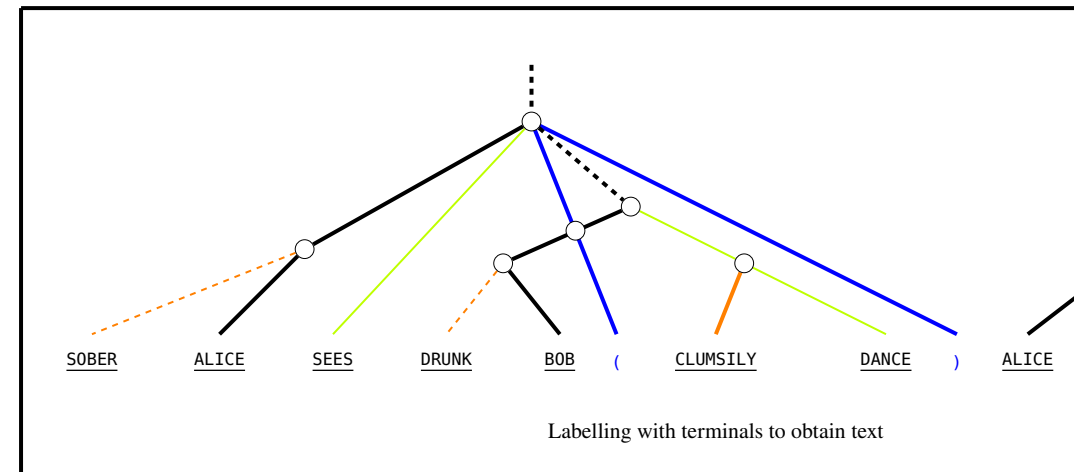 SOBER ALICE SEES DRUNK BOB ( CLUMSILY DANCE ) ALICE
Labelling with terminals to obtain text